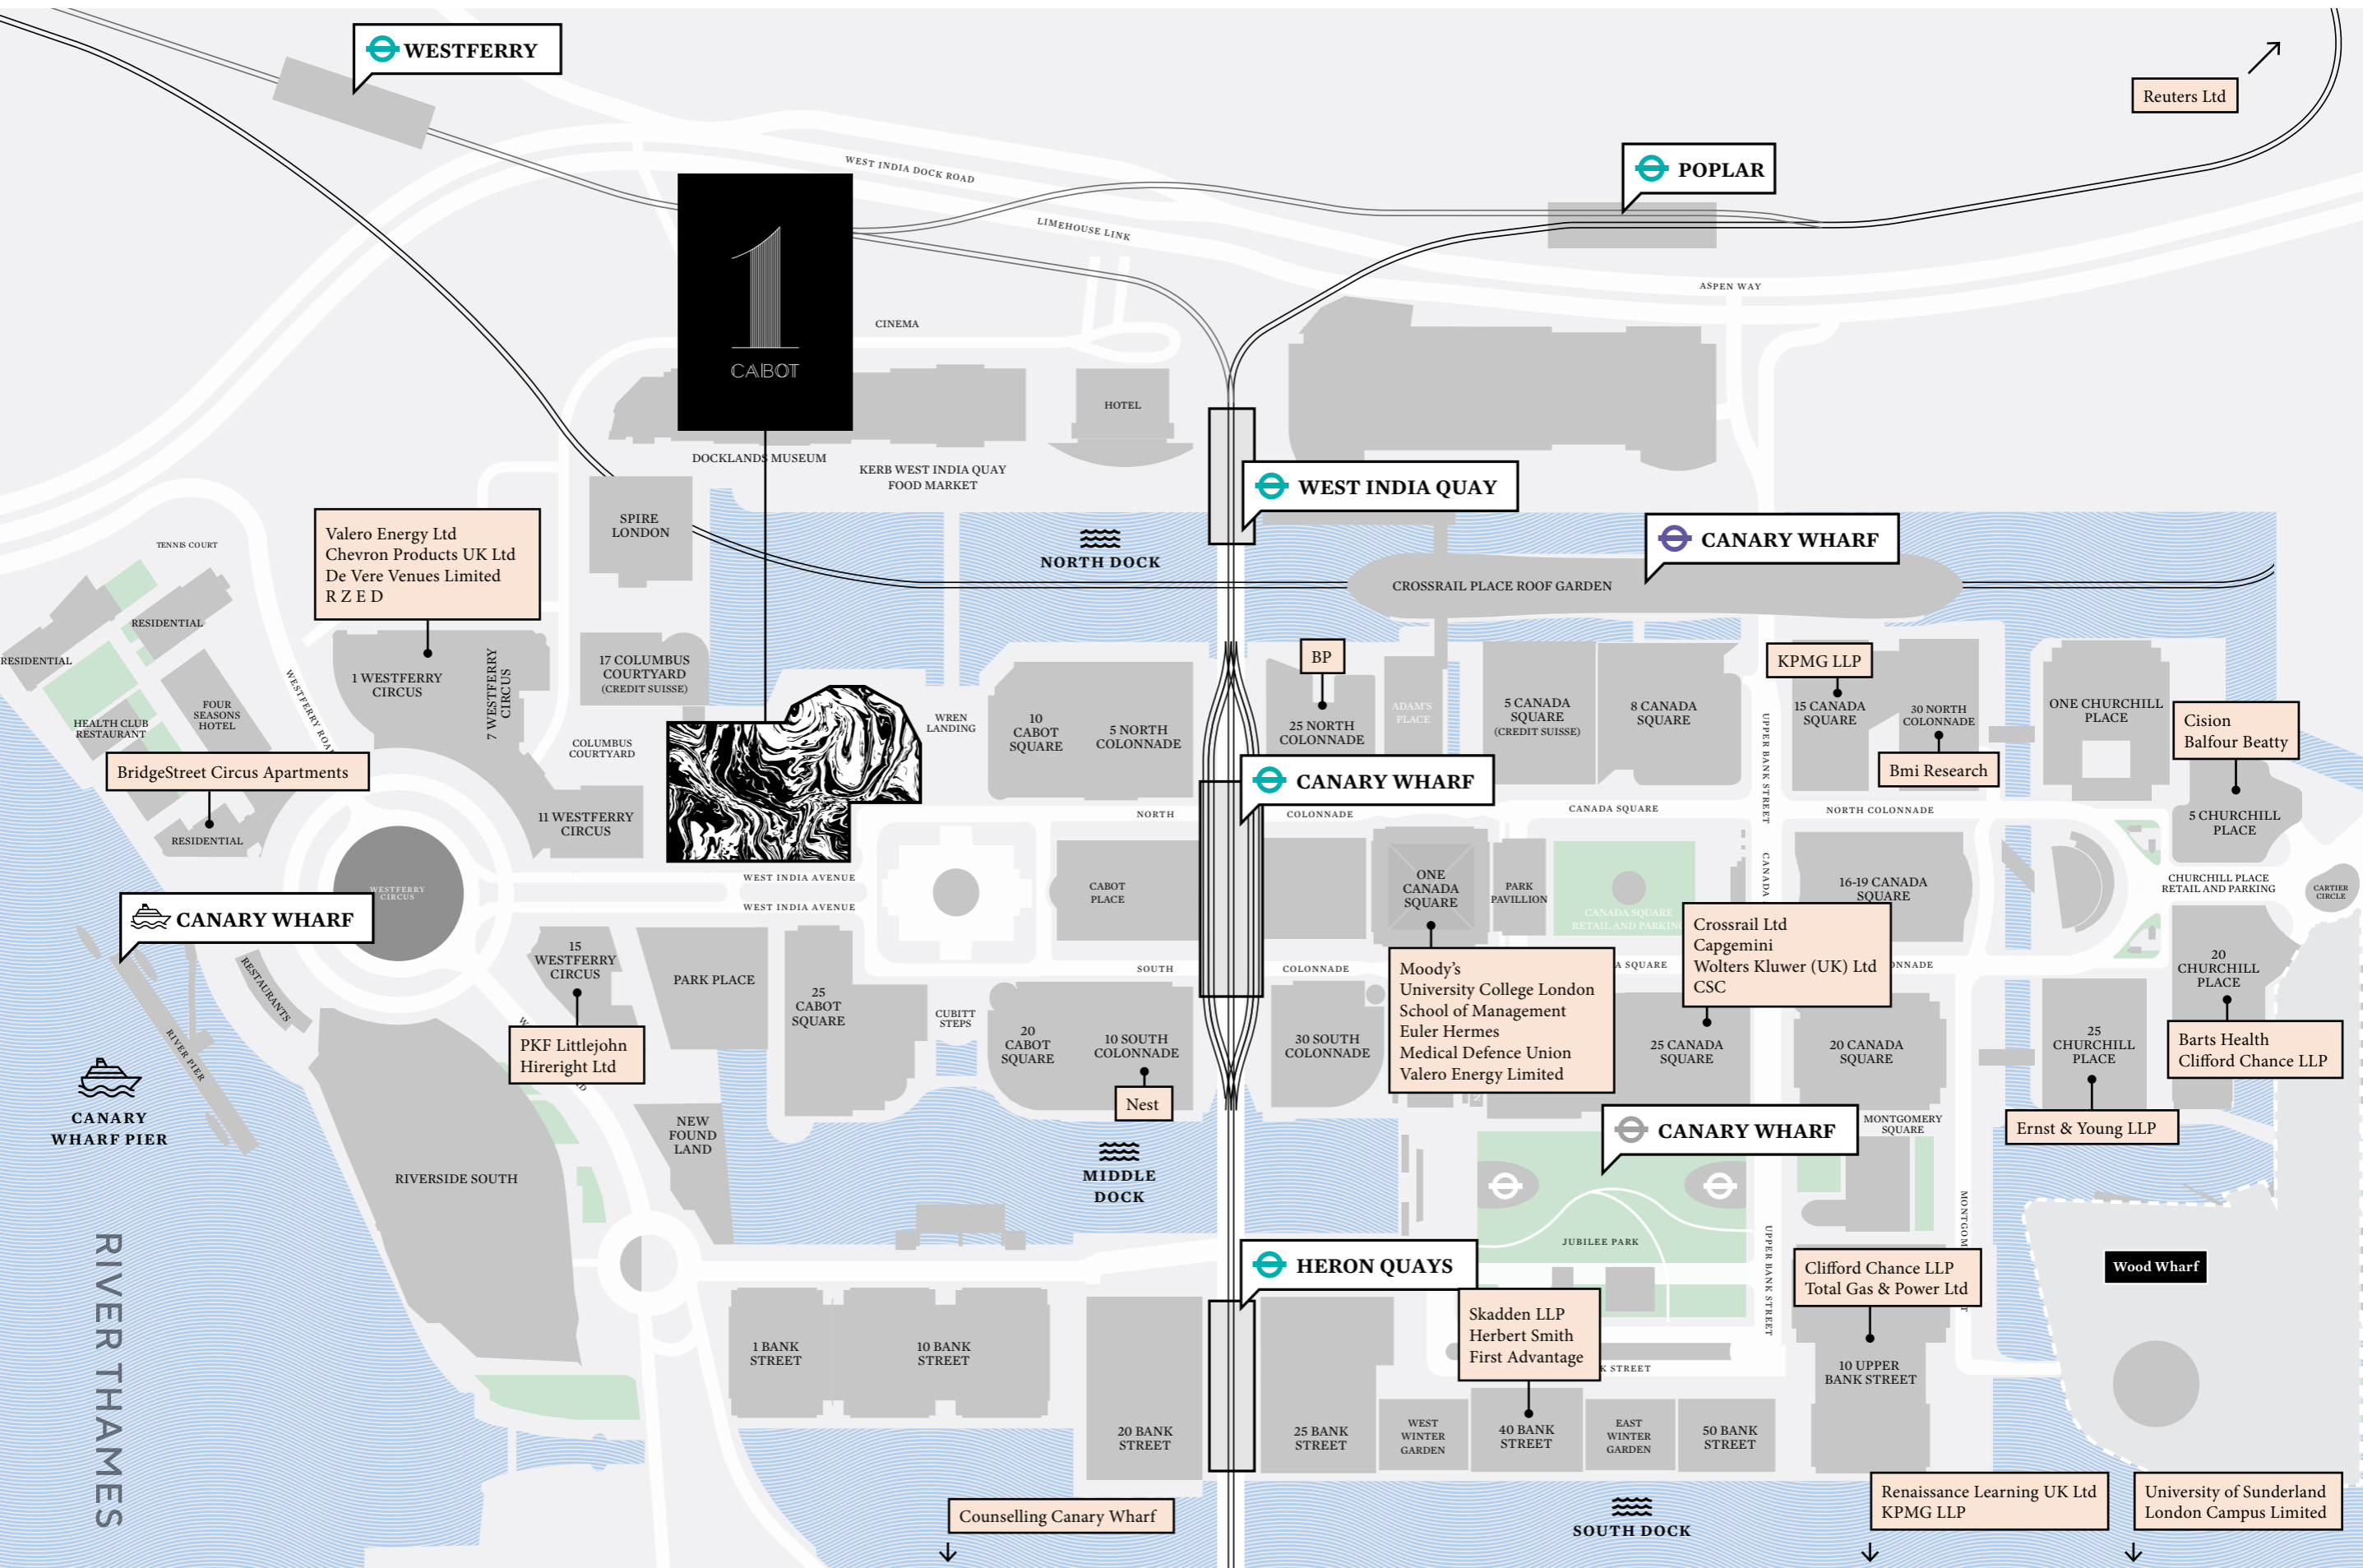 WESTFERRY
Reuters Ltd
WEST INDIA DOCK ROAD
POPLAR
LIMEHOUSE LINK
ASPEN WAY
1
CABOT
CINEMA
HOTEL
DOCKLANDS MUSEUM
KERB WEST INDIA QUAY
FOOD MARKET
WEST INDIA QUAY
SPIRE
LONDON
NORTH DOCK
CANARY WHARF
CROSSRAIL PLACE ROOF GARDEN
TENNIS COURT
Valero Energy Ltd
Chevron Products UK Ltd
De Vere Venues Limited
R Z E D
RESIDENTIAL
RESIDENTIAL
HEALTH CLUB
RESTAURANT
FOUR
SEASONS
HOTEL
WESTFERRY ROAD
1 WESTFERRY
CIRCUS
7 WESTFERRY
CIRCUS
17 COLUMBUS
COURTYARD
(CREDIT SUISSE)
COLUMBUS
COURTYARD
WREN
LANDING
10
CABOT
SQUARE
5 NORTH
COLONNADE
BP
25 NORTH
COLONNADE
ADAM'S
PLACE
5 CANADA
SQUARE
(CREDIT SUISSE)
8 CANADA
SQUARE
UPPER BANK STREET
KPMG LLP
15 CANADA
SQUARE
30 NORTH
COLONNADE
Bmi Research
ONE CHURCHILL
PLACE
Cision
Balfour Beatty
5 CHURCHILL
PLACE
BridgeStreet Circus Apartments
RESIDENTIAL
11 WESTFERRY
CIRCUS
CANARY WHARF
NORTH
COLONNADE
CANADA SQUARE
NORTH COLONNADE
WESTFERRY
CIRCUS
WEST INDIA AVENUE
WEST INDIA AVENUE
CABOT
PLACE
ONE
CANADA
SQUARE
PARK
PAVILLION
CANADA SQUARE
RETAIL AND PARKING
CANADA
16-19 CANADA
SQUARE
CHURCHILL PLACE
RETAIL AND PARKING
CARTIER
CIRCLE
CANARY WHARF
RESTAURANTS
RIVER PIER
CANARY
WHARF PIER
15
WESTFERRY
CIRCUS
PKF Littlejohn
Hireright Ltd
PARK PLACE
25
CABOT
SQUARE
CUBITT
STEPS
SOUTH
COLONNADE
20
CABOT
SQUARE
10 SOUTH
COLONNADE
Nest
30 SOUTH
COLONNADE
Moody's
University College London
School of Management
Euler Hermes
Medical Defence Union
Valero Energy Limited
A SQUARE
Crossrail Ltd
Capgemini
Wolters Kluwer (UK) Ltd
CSC
ONNADE
25 CANADA
SQUARE
20 CANADA
SQUARE
25
CHURCHILL
PLACE
Ernst & Young LLP
20
CHURCHILL
PLACE
Barts Health
Clifford Chance LLP
NEW
FOUND
LAND
RIVERSIDE SOUTH
MIDDLE
DOCK
CANARY WHARF
MONTGOMERY
SQUARE
JUBILEE PARK
UPPER BANK STREET
MONTGOM
RIVER THAMES
HERON QUAYS
Clifford Chance LLP
Total Gas & Power Ltd
Wood Wharf
Skadden LLP
Herbert Smith
First Advantage
K STREET
1 BANK
STREET
10 BANK
STREET
20 BANK
STREET
25 BANK
STREET
WEST
WINTER
GARDEN
40 BANK
STREET
EAST
WINTER
GARDEN
50 BANK
STREET
10 UPPER
BANK STREET
Counselling Canary Wharf
SOUTH DOCK
Renaissance Learning UK Ltd
KPMG LLP
University of Sunderland
London Campus Limited